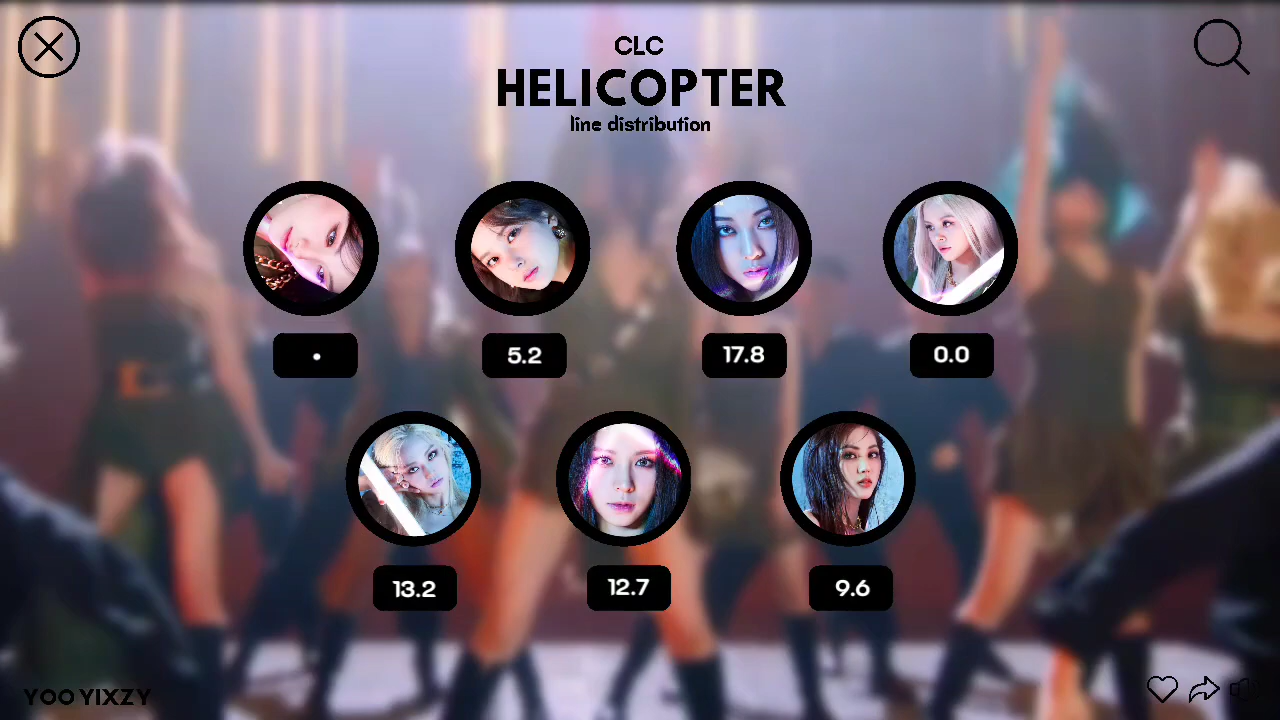 CLC
HELICOPTER
line distribution
5.2
17.8
0.0
13.2
12.7
9.6
YOO YIXZY